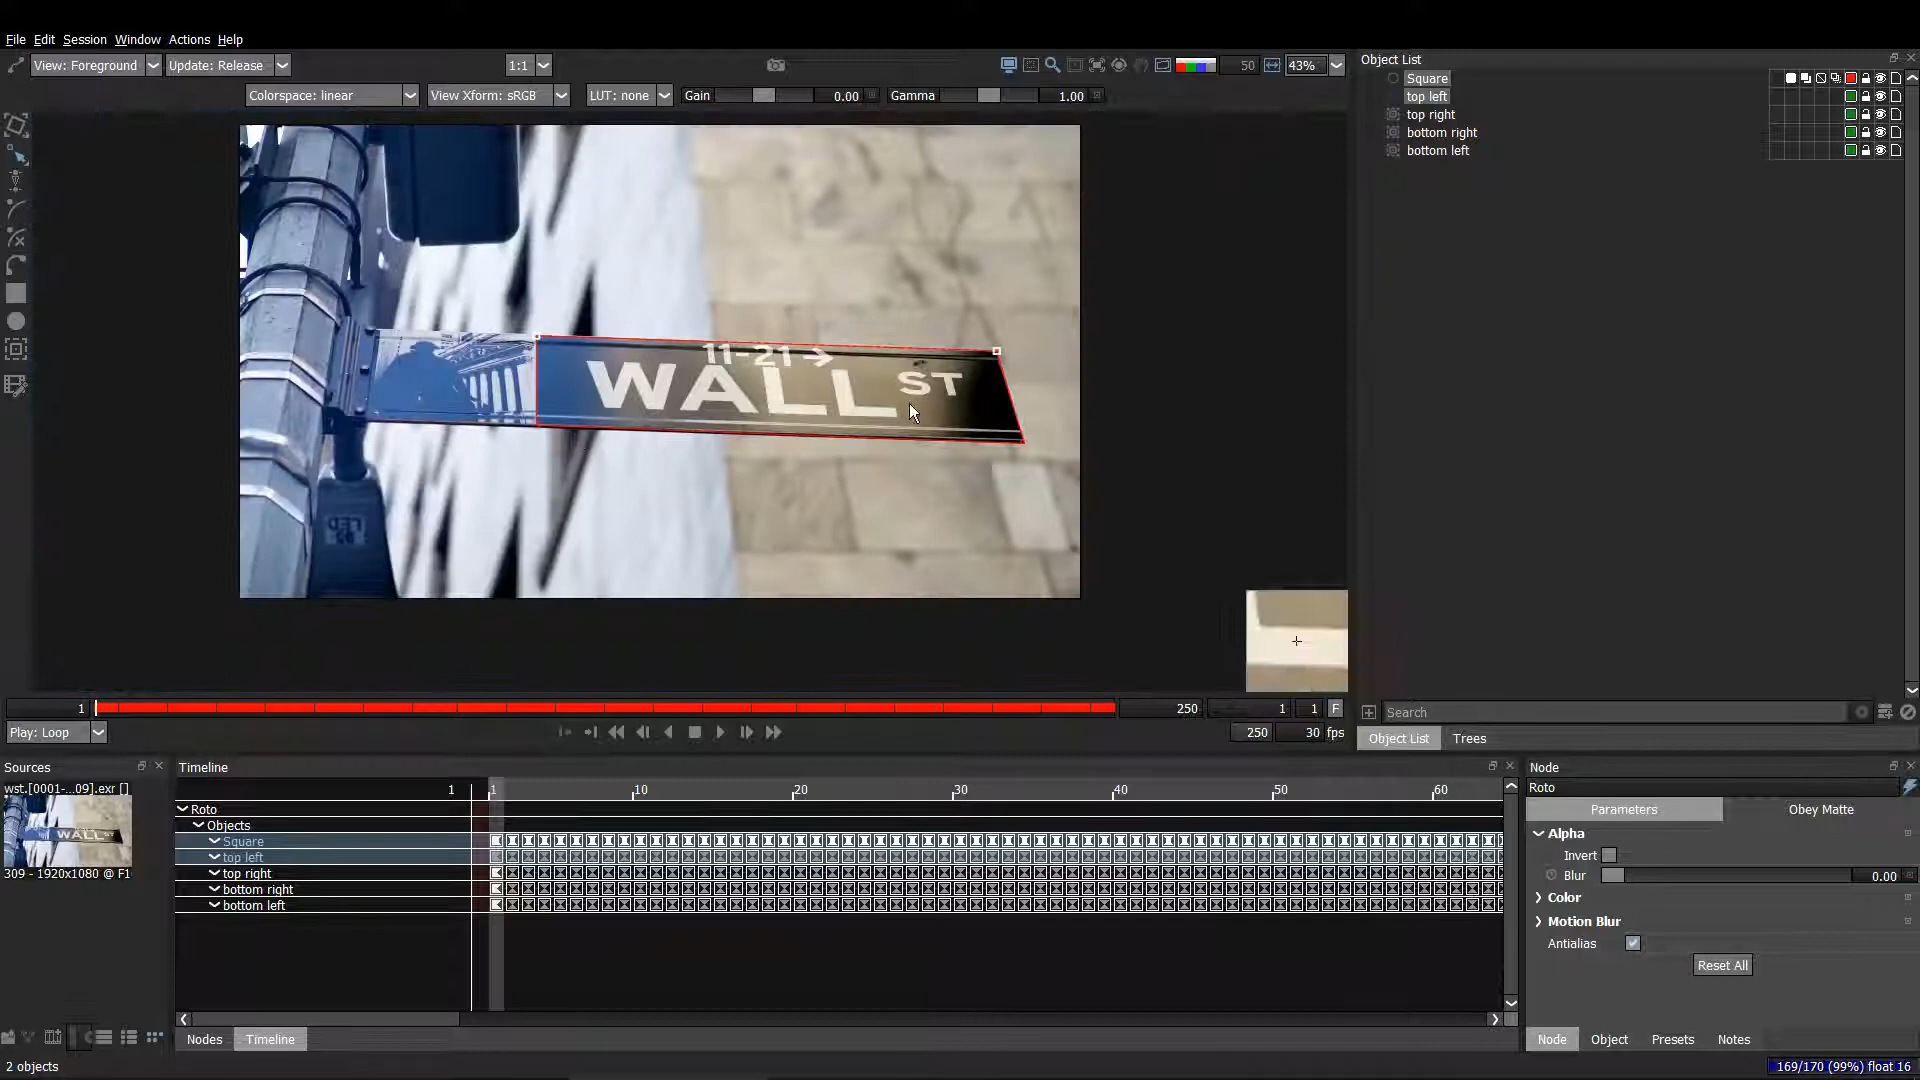 File Edit Session Window Actions Help
View: Foreground Update: Release 1:1 50 43%
Colorspace: linear View Xform: sRGB LUT: none Gain 0.00 Gamma 1.00
Object List
Square
top left
top right
bottom right
bottom left
11-21 →
WALL ST
1 250 1 1 F
Play: Loop 250 30 fps
Search
Object List Trees
Sources
wst.[0001-...09].exr []
WALL ST
309 - 1920x1080 @ F1
Timeline
1 1 10 20 30 40 50 60
Roto
Objects
Square
top left
top right
bottom right
bottom left
Nodes Timeline
Node
Roto
Parameters Obey Matte
Alpha
Invert
Blur 0.00
Color
Motion Blur
Antialias
Reset All
Node Object Presets Notes
2 objects
169/170 (99%) float 16